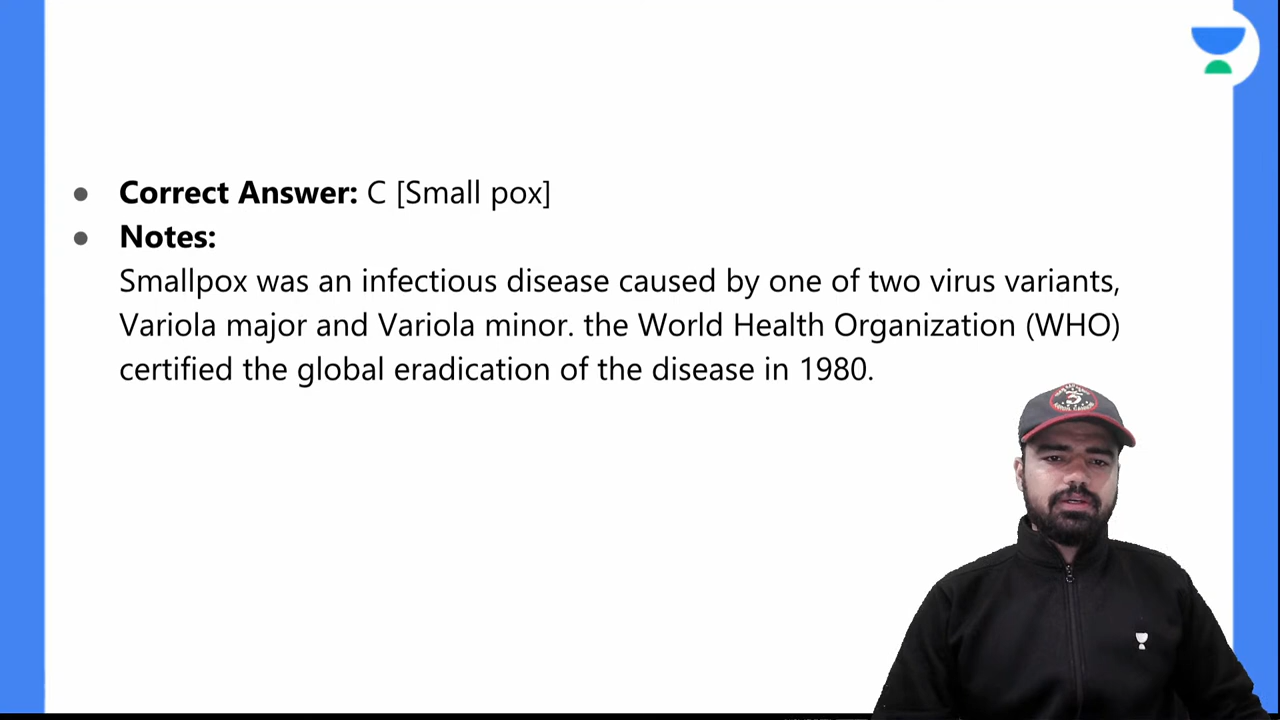 ● Correct Answer: C [Small pox]
● Notes:
Smallpox was an infectious disease caused by one of two virus variants,
Variola major and Variola minor. the World Health Organization (WHO)
certified the global eradication of the disease in 1980.
3